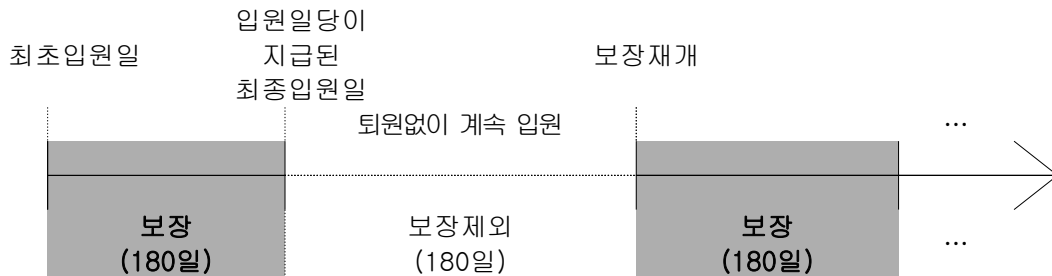 최초입원일
입원일당이
지급된
최종입원일
보장재개
퇴원없이 계속 입원
...
보장
(180일)
보장제외
(180일)
보장
(180일)
...